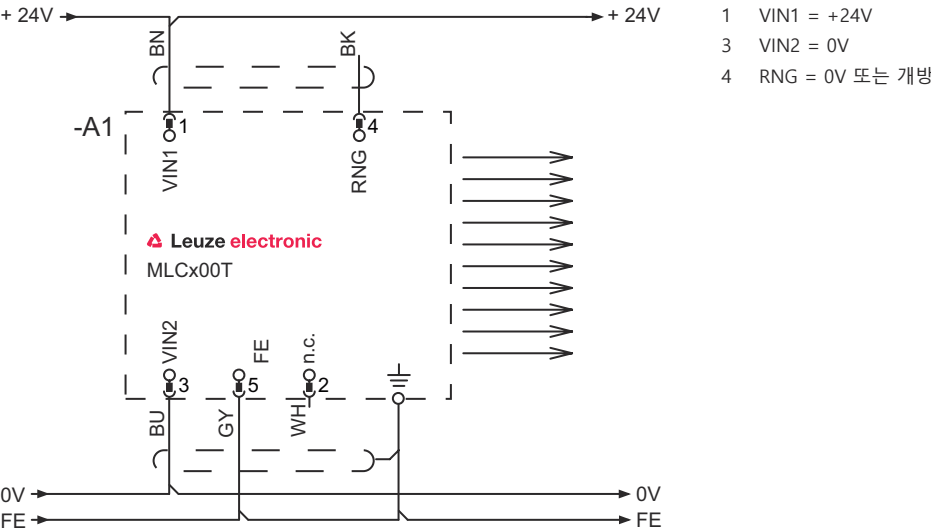 + 24V
+ 24V
BN
BK
-A1
1
4
VIN1
RNG
Leuze electronic
MLCx00T
VIN2
FE
n.c.
3
5
2
BU
GY
WH
0V
0V
FE
FE
1 VIN1 = +24V
3 VIN2 = 0V
4 RNG = 0V 또는 개방